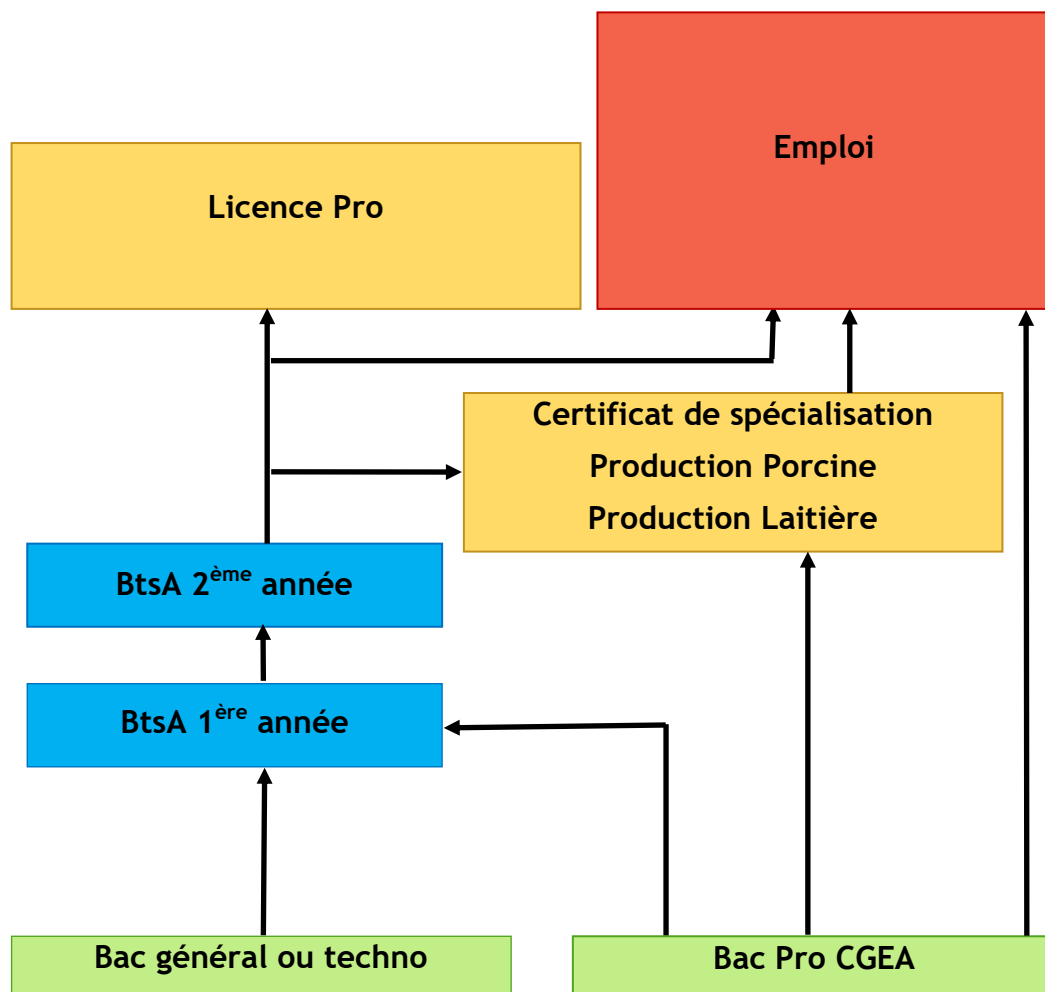 Emploi
Licence Pro
Certificat de spécialisation
Production Porcine
Production Laitière
BtsA 2ème année
BtsA 1ère année
Bac général ou techno
Bac Pro CGEA